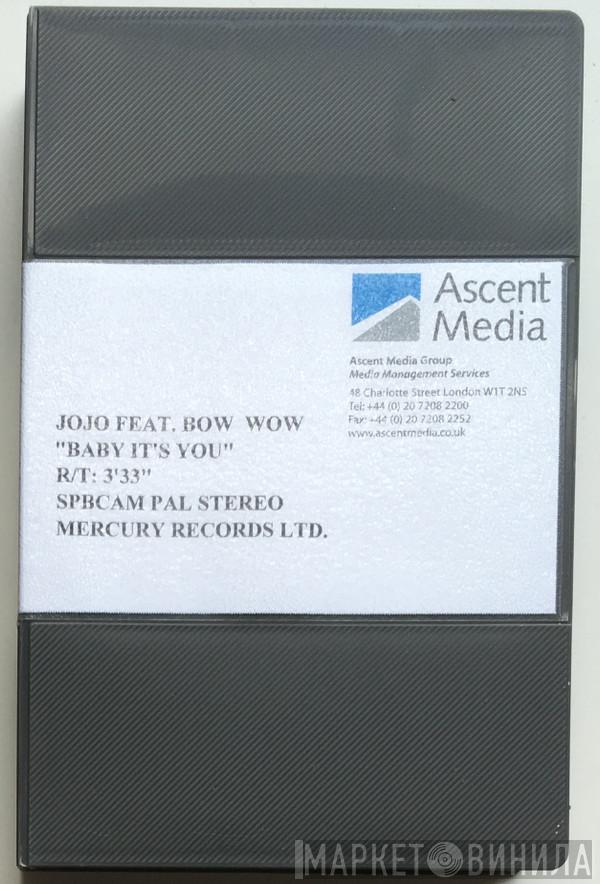 Ascent
Media
Ascent Media Group
Media Management Services
48 Charlotte Street London W1T 2NS
Tel: +44 (0) 20 7208 2200
Fax: +44 (0) 20 7208 2252
www.ascentmedia.co.uk
JOJO FEAT. BOW WOW
"BABY IT'S YOU"
R/T: 3'33"
SPBCAM PAL STEREO
MERCURY RECORDS LTD.
МАРКЕТ ВИНИЛА